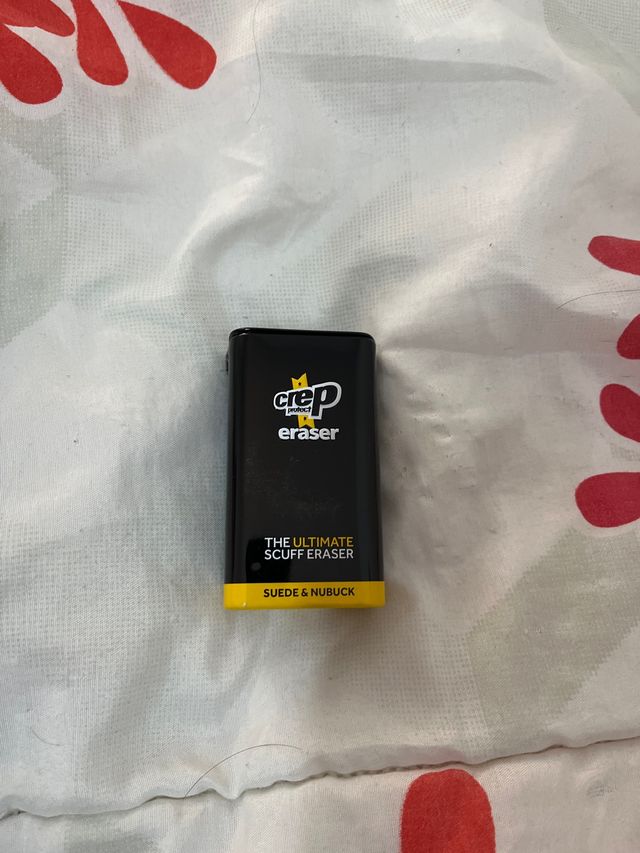 crep
protect
eraser
THE ULTIMATE
SCUFF ERASER
SUEDE & NUBUCK